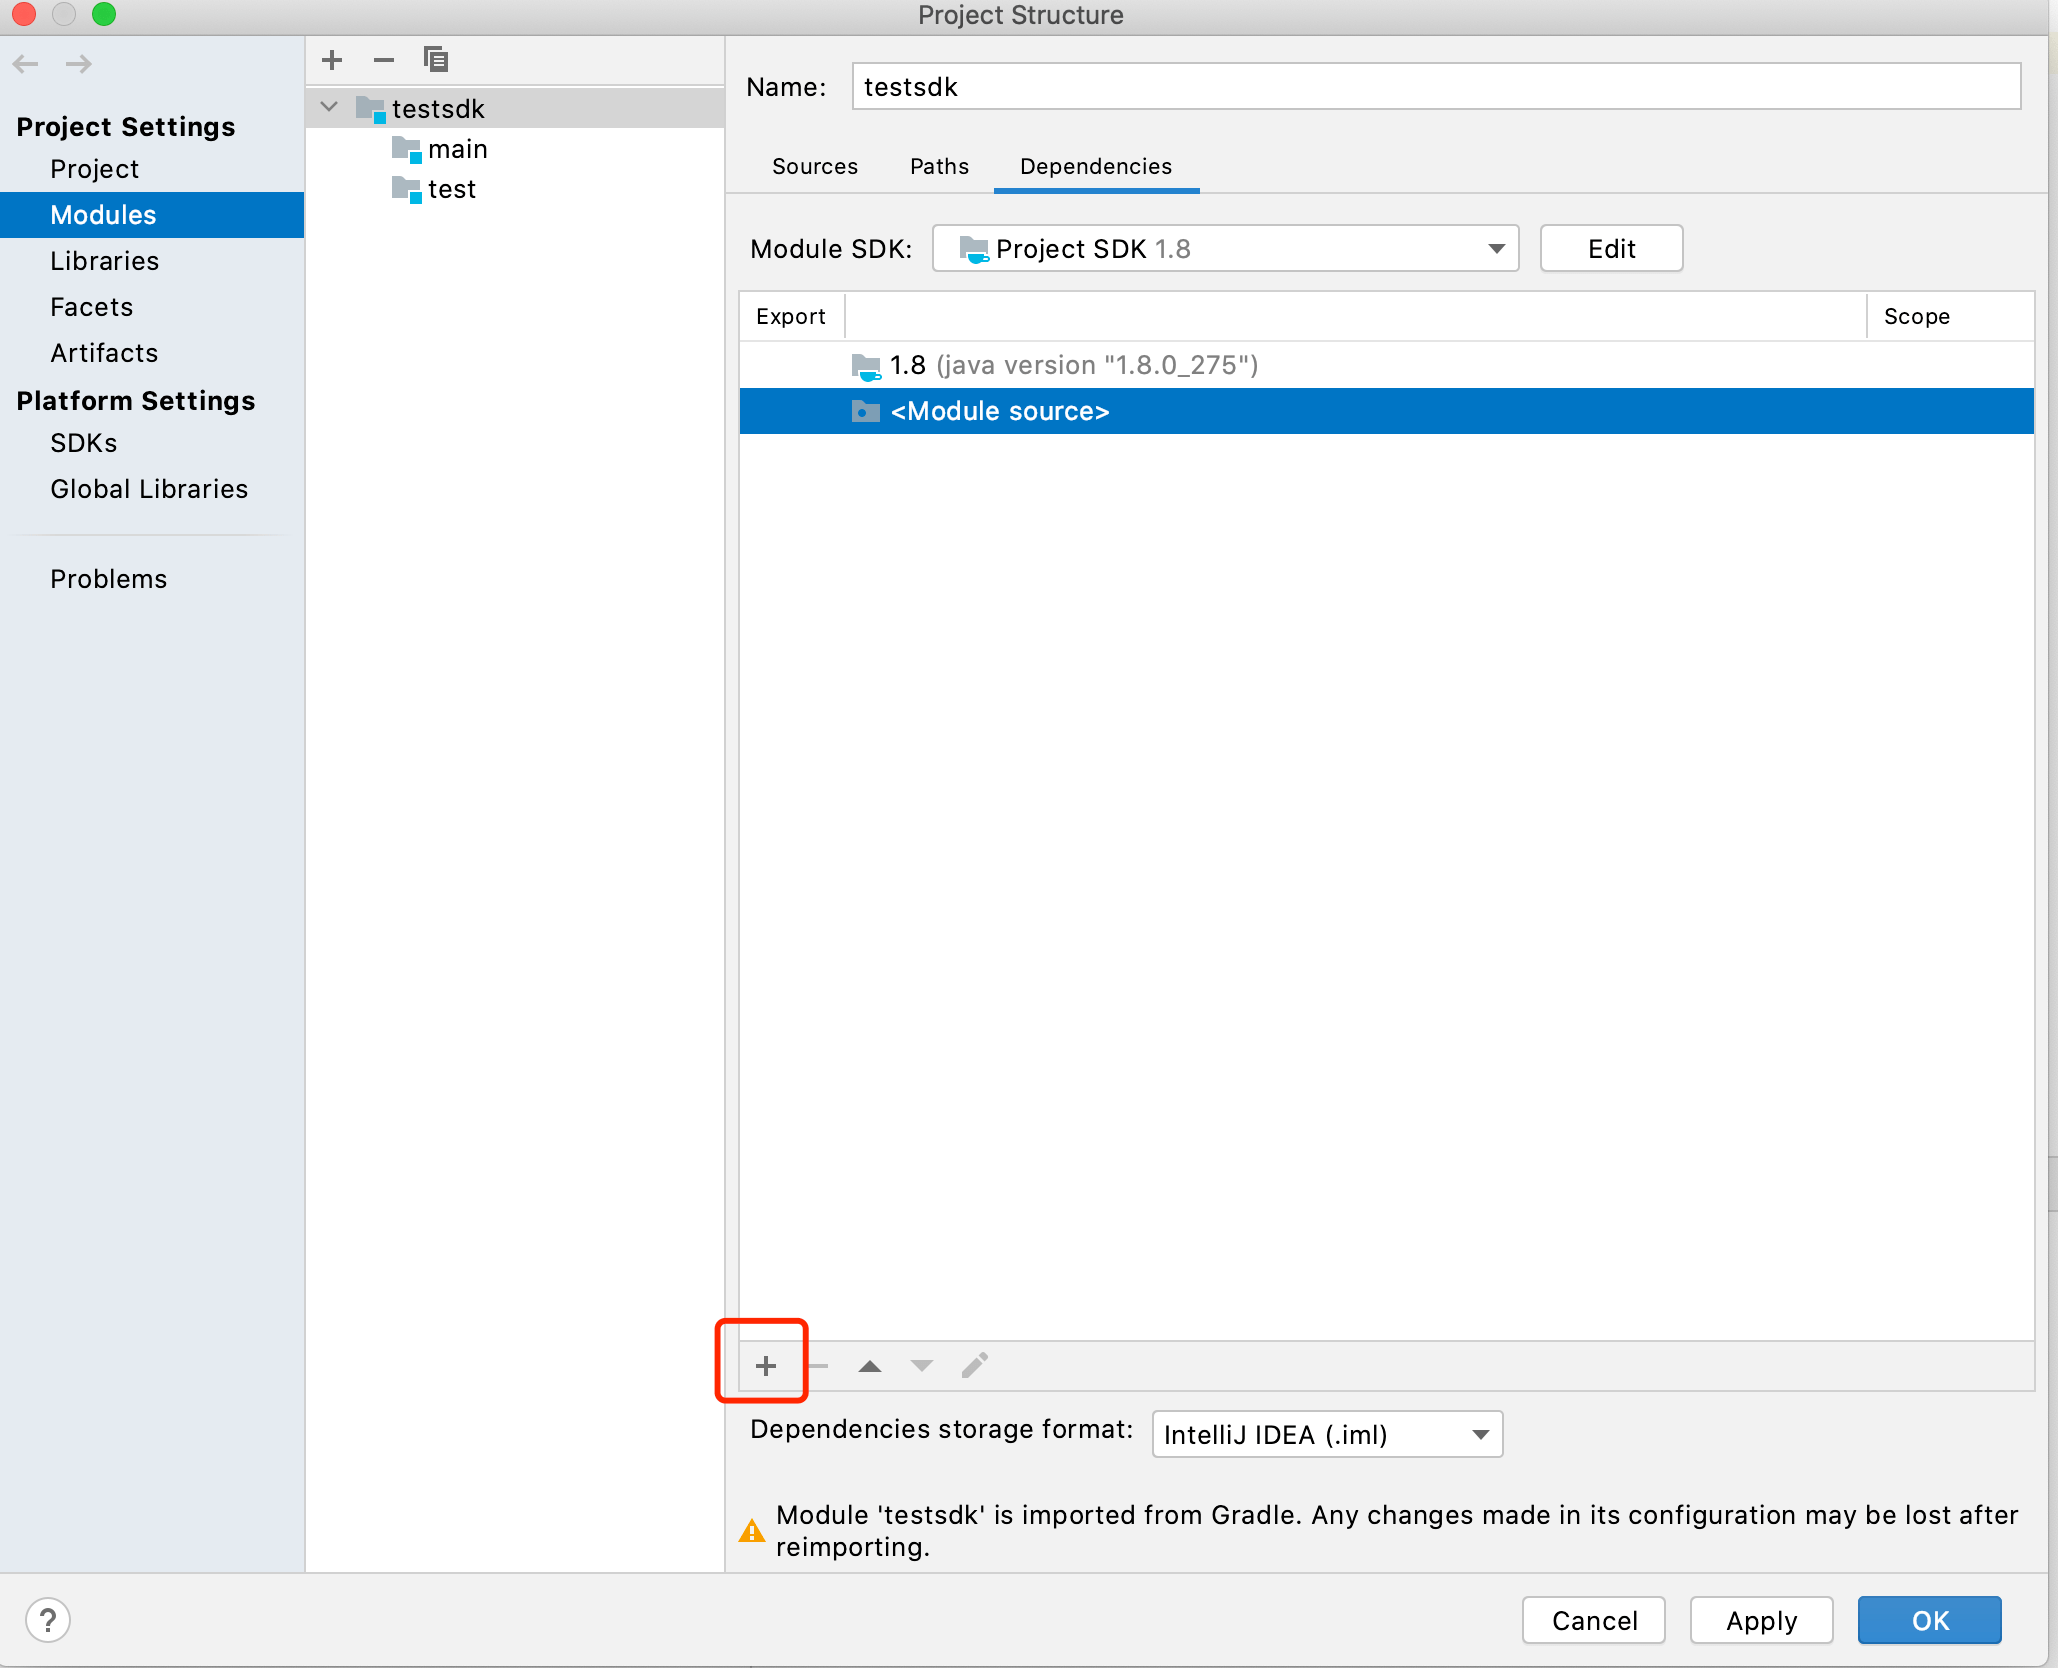 Project Structure
Project Settings
Project
Modules
Libraries
Facets
Artifacts
Platform Settings
SDKs
Global Libraries
Problems
testsdk
main
test
Name: testsdk
Sources Paths Dependencies
Module SDK: Project SDK 1.8 Edit
Export Scope
1.8 (java version "1.8.0_275")
<Module source>
Dependencies storage format: IntelliJ IDEA (.iml)
Module 'testsdk' is imported from Gradle. Any changes made in its configuration may be lost after
reimporting.
? Cancel Apply OK